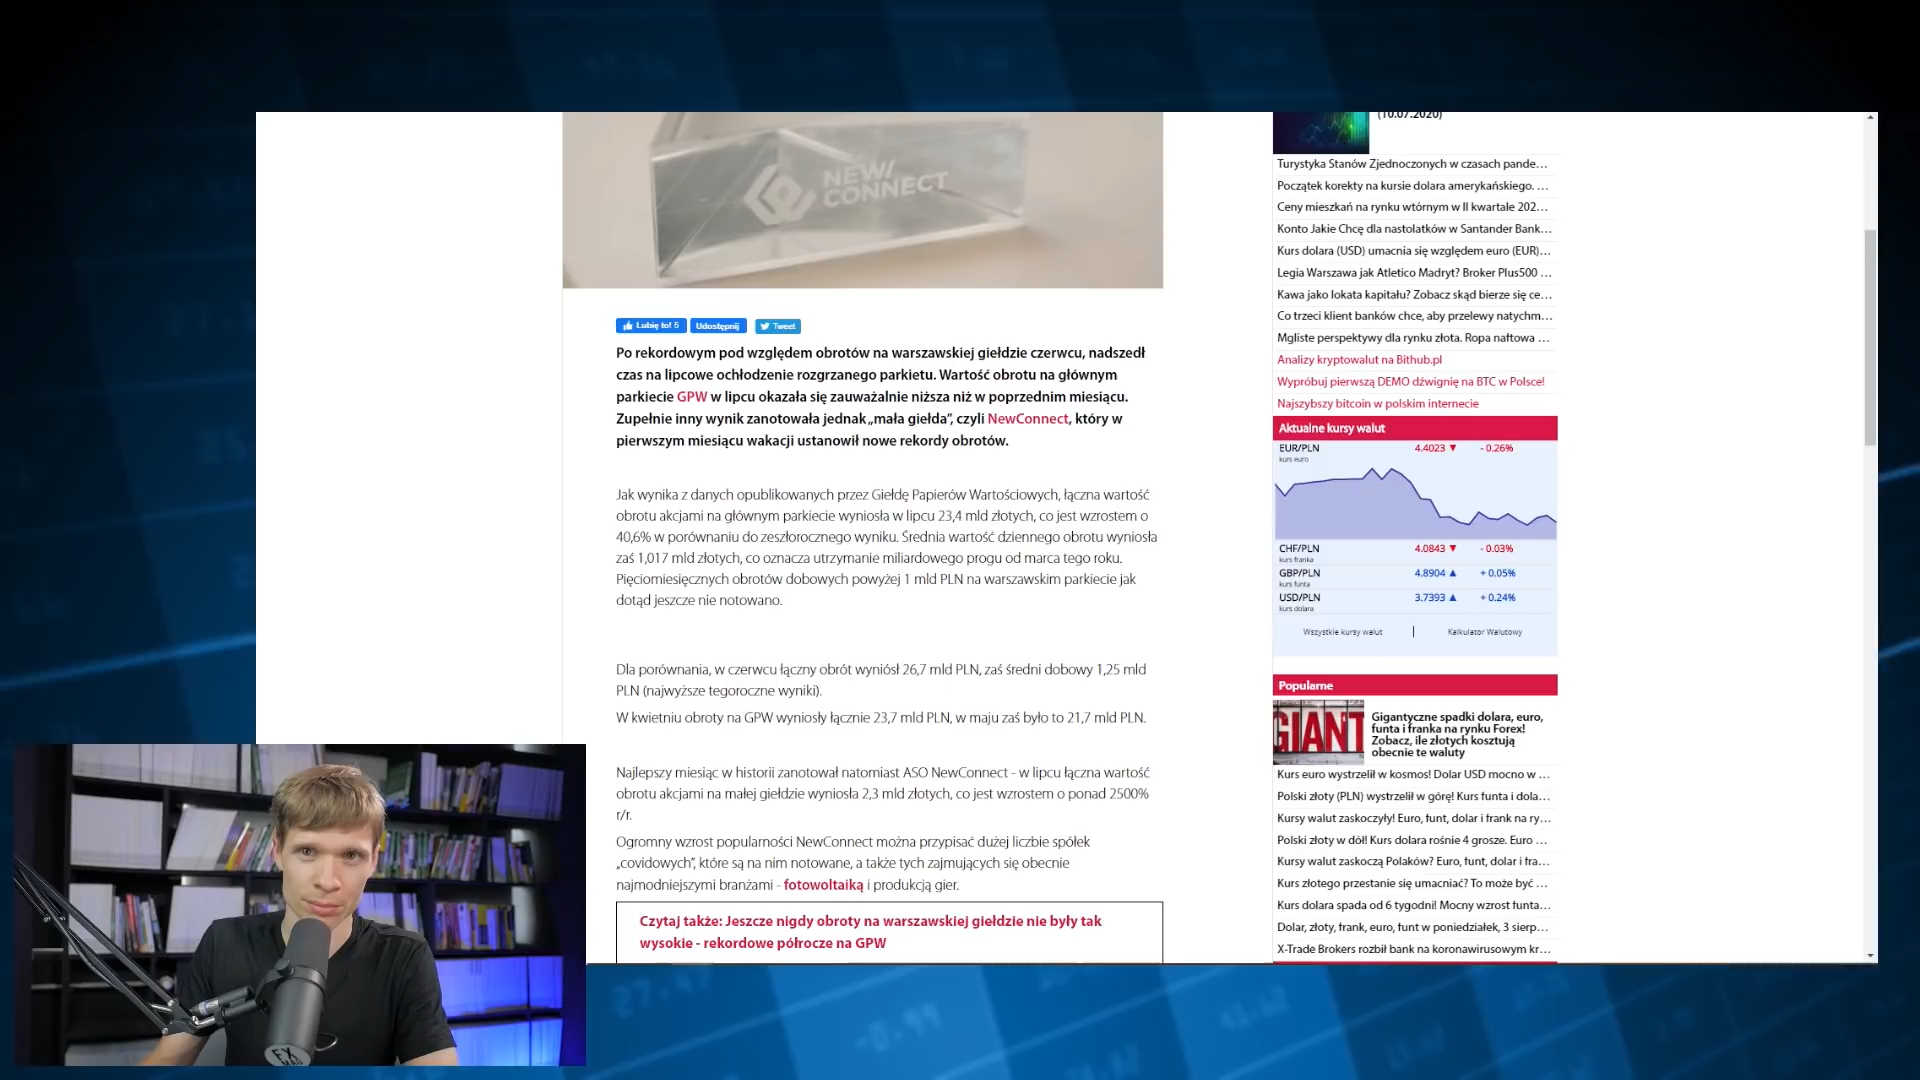 NEW/
CONNECT
Lubię to! 5
Udostępnij
Tweet
Po rekordowym pod względem obrotów na warszawskiej giełdzie czerwcu, nadszedł
czas na lipcowe ochłodzenie rozgrzanego parkietu. Wartość obrotu na głównym
parkiecie GPW w lipcu okazała się zauważalnie niższa niż w poprzednim miesiącu.
Zupełnie inny wynik zanotowała jednak „mała giełda”, czyli NewConnect, który w
pierwszym miesiącu wakacji ustanowił nowe rekordy obrotów.
Jak wynika z danych opublikowanych przez Giełdę Papierów Wartościowych, łączna wartość
obrotu akcjami na głównym parkiecie wyniosła w lipcu 23,4 mld złotych, co jest wzrostem o
40,6% w porównaniu do zeszłorocznego wyniku. Średnia wartość dziennego obrotu wyniosła
zaś 1,017 mld złotych, co oznacza utrzymanie miliardowego progu od marca tego roku.
Pięciomiesięcznych obrotów dobowych powyżej 1 mld PLN na warszawskim parkiecie jak
dotąd jeszcze nie notowano.
Dla porównania, w czerwcu łączny obrót wyniósł 26,7 mld PLN, zaś średni dobowy 1,25 mld
PLN (najwyższe tegoroczne wyniki).
W kwietniu obroty na GPW wyniosły łącznie 23,7 mld PLN, w maju zaś było to 21,7 mld PLN.
Najlepszy miesiąc w historii zanotował natomiast ASO NewConnect - w lipcu łączna wartość
obrotu akcjami na małej giełdzie wyniosła 2,3 mld złotych, co jest wzrostem o ponad 2500%
r/r.
Ogromny wzrost popularności NewConnect można przypisać dużej liczbie spółek
„covidowych”, które są na nim notowane, a także tych zajmujących się obecnie
najmodniejszymi branżami - fotowoltaiką i produkcją gier.
Czytaj także: Jeszcze nigdy obroty na warszawskiej giełdzie nie były tak
wysokie - rekordowe półrocze na GPW
(10.07.2020)
Turystyka Stanów Zjednoczonych w czasach pande...
Początek korekty na kursie dolara amerykańskiego. ...
Ceny mieszkań na rynku wtórnym w II kwartale 202...
Konto Jakie Chcę dla nastolatków w Santander Bank...
Kurs dolara (USD) umacnia się względem euro (EUR)...
Legia Warszawa jak Atletico Madryt? Broker Plus500 ...
Kawa jako lokata kapitału? Zobacz skąd bierze się ce...
Co trzeci klient banków chce, aby przelewy natychm...
Mgliste perspektywy dla rynku złota. Ropa naftowa ...
Analizy kryptowalut na Bithub.pl
Wypróbuj pierwszą DEMO dźwignię na BTC w Polsce!
Najszybszy bitcoin w polskim internecie
Aktualne kursy walut
EUR/PLN 4.4023 ▼ - 0.26%
kurs euro
CHF/PLN 4.0843 ▼ - 0.03%
kurs franka
GBP/PLN 4.8904 ▲ + 0.05%
kurs funta
USD/PLN 3.7393 ▲ + 0.24%
kurs dolara
Wszystkie kursy walut | Kalkulator Walutowy
Popularne
GIANT
Gigantyczne spadki dolara, euro,
funta i franka na rynku Forex!
Zobacz, ile złotych kosztują
obecnie te waluty
Kurs euro wystrzelił w kosmos! Dolar USD mocno w ...
Polski złoty (PLN) wystrzelił w górę! Kurs funta i dola...
Kursy walut zaskoczyły! Euro, funt, dolar i frank na ry...
Polski złoty w dół! Kurs dolara rośnie 4 grosze. Euro ...
Kursy walut zaskoczą Polaków? Euro, funt, dolar i fra...
Kurs złotego przestanie się umacniać? To może być ...
Kurs dolara spada od 6 tygodni! Mocny wzrost funta...
Dolar, złoty, frank, euro, funt w poniedziałek, 3 sierp...
X-Trade Brokers rozbił bank na koronawirusowym kr...
FX